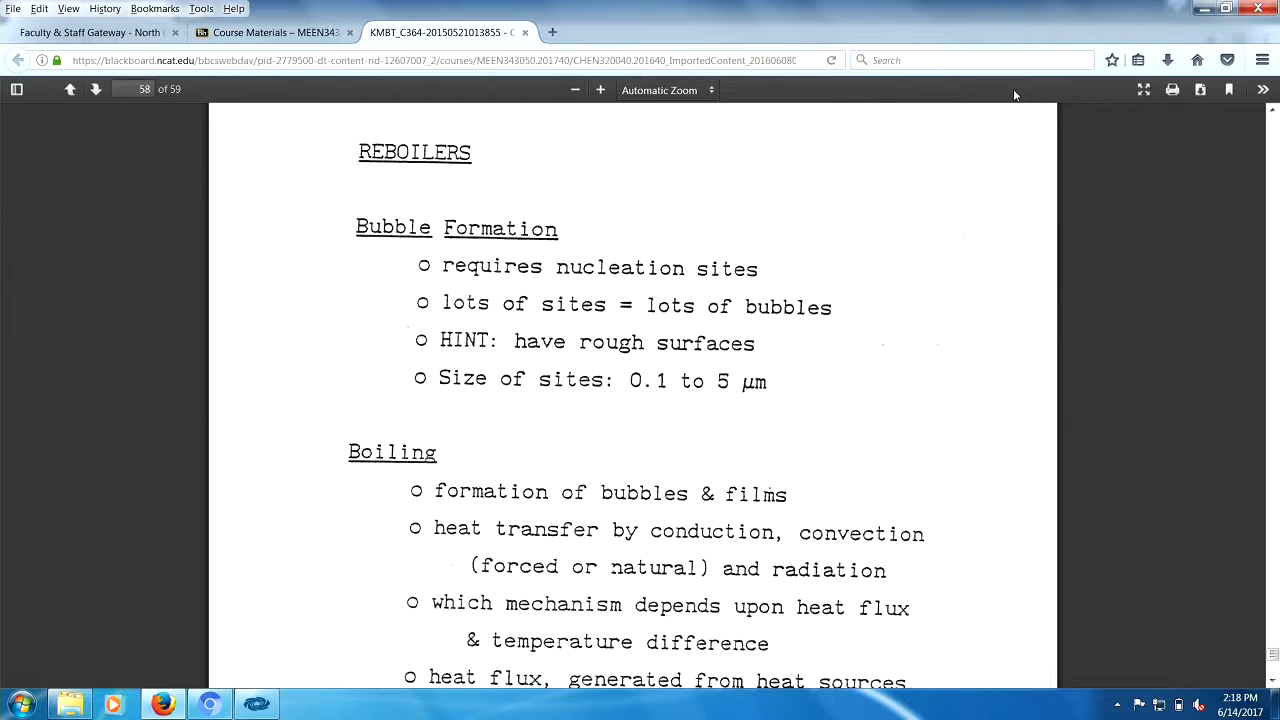 File Edit View History Bookmarks Tools Help
Faculty & Staff Gateway - North × Course Materials – MEEN343 × KMBT_C364-20150521013855 - C ×
https://blackboard.ncat.edu/bbcswebdav/pid-2779500-dt-content-rid-12607007_2/courses/MEEN343050.201740/CHEN320040.201640_ImportedContent_201606080 Search
58 of 59 Automatic Zoom
REBOILERS
Bubble Formation
o requires nucleation sites
o lots of sites = lots of bubbles
o HINT: have rough surfaces
o Size of sites: 0.1 to 5 µm
Boiling
o formation of bubbles & films
o heat transfer by conduction, convection
(forced or natural) and radiation
o which mechanism depends upon heat flux
& temperature difference
o heat flux, generated from heat sources
2:18 PM
6/14/2017